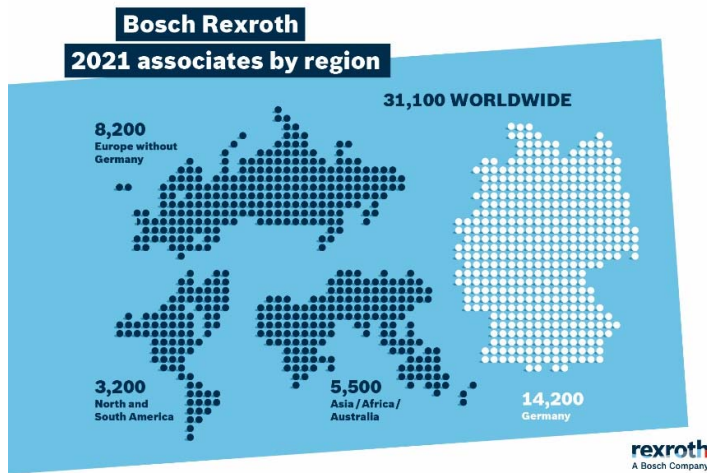 Bosch Rexroth
2021 associates by region
31,100 WORLDWIDE
8,200
Europe without
Germany
3,200
North and
South America
5,500
Asia/Africa/
Australia
14,200
Germany
rexroth
A Bosch Company